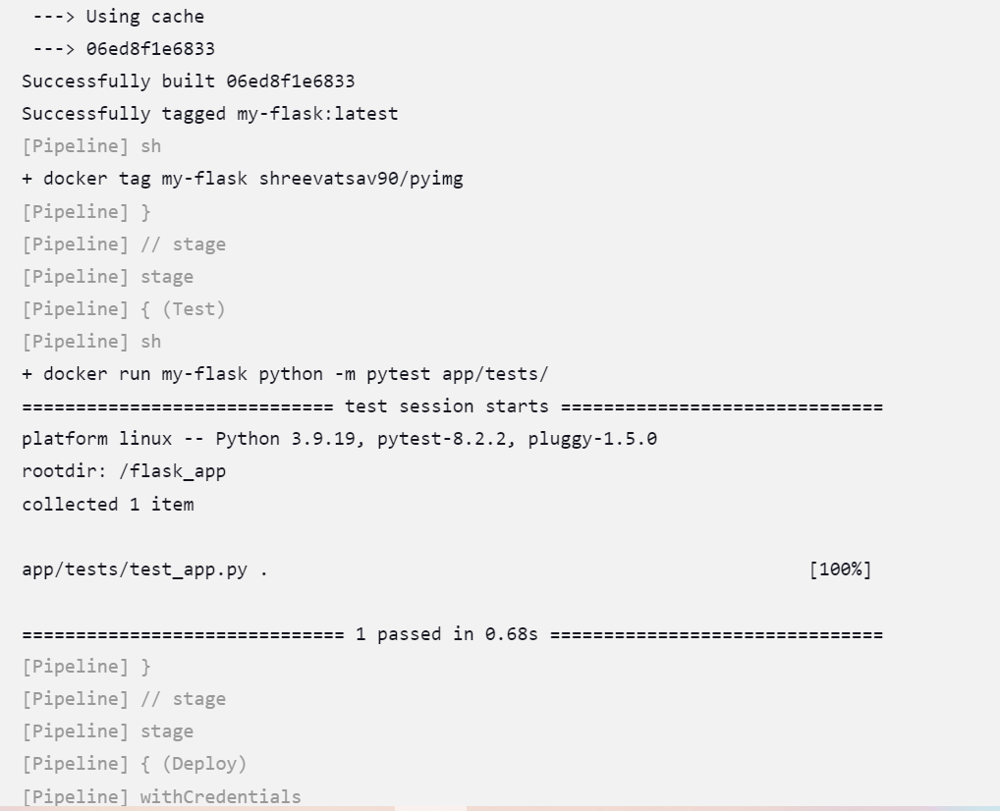 ---> Using cache
---> 06ed8f1e6833
Successfully built 06ed8f1e6833
Successfully tagged my-flask:latest
[Pipeline] sh
+ docker tag my-flask shreevatsav90/pyimg
[Pipeline] }
[Pipeline] // stage
[Pipeline] stage
[Pipeline] { (Test)
[Pipeline] sh
+ docker run my-flask python -m pytest app/tests/
============================= test session starts ==============================
platform linux -- Python 3.9.19, pytest-8.2.2, pluggy-1.5.0
rootdir: /flask_app
collected 1 item
app/tests/test_app.py . [100%]
============================== 1 passed in 0.68s ===============================
[Pipeline] }
[Pipeline] // stage
[Pipeline] stage
[Pipeline] { (Deploy)
[Pipeline] withCredentials